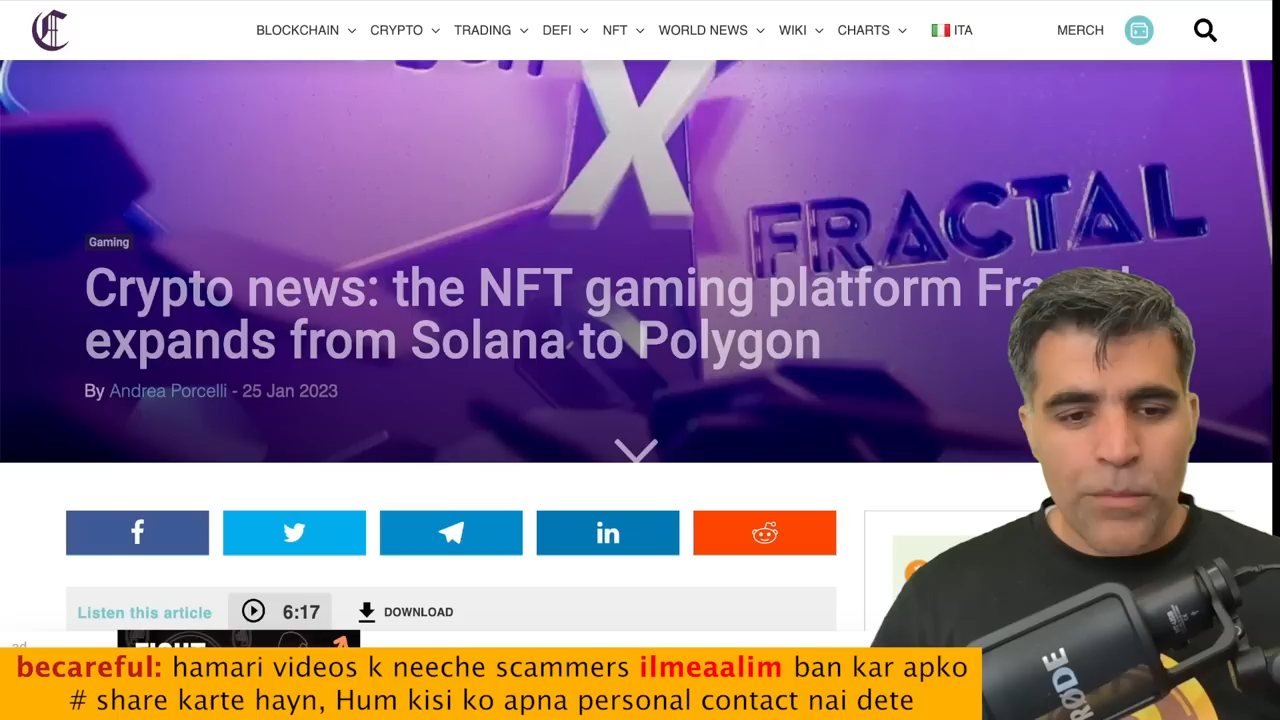 BLOCKCHAIN CRYPTO TRADING DEFI NFT WORLD NEWS WIKI CHARTS ITA MERCH
X
FRACTAL
Gaming
Crypto news: the NFT gaming platform
expands from Solana to Polygon
By Andrea Porcelli - 25 Jan 2023
Listen this article 6:17 DOWNLOAD
ad
becareful: hamari videos k neeche scammers ilmeaalim ban kar apko
# share karte hayn, Hum kisi ko apna personal contact nai dete
RØDE